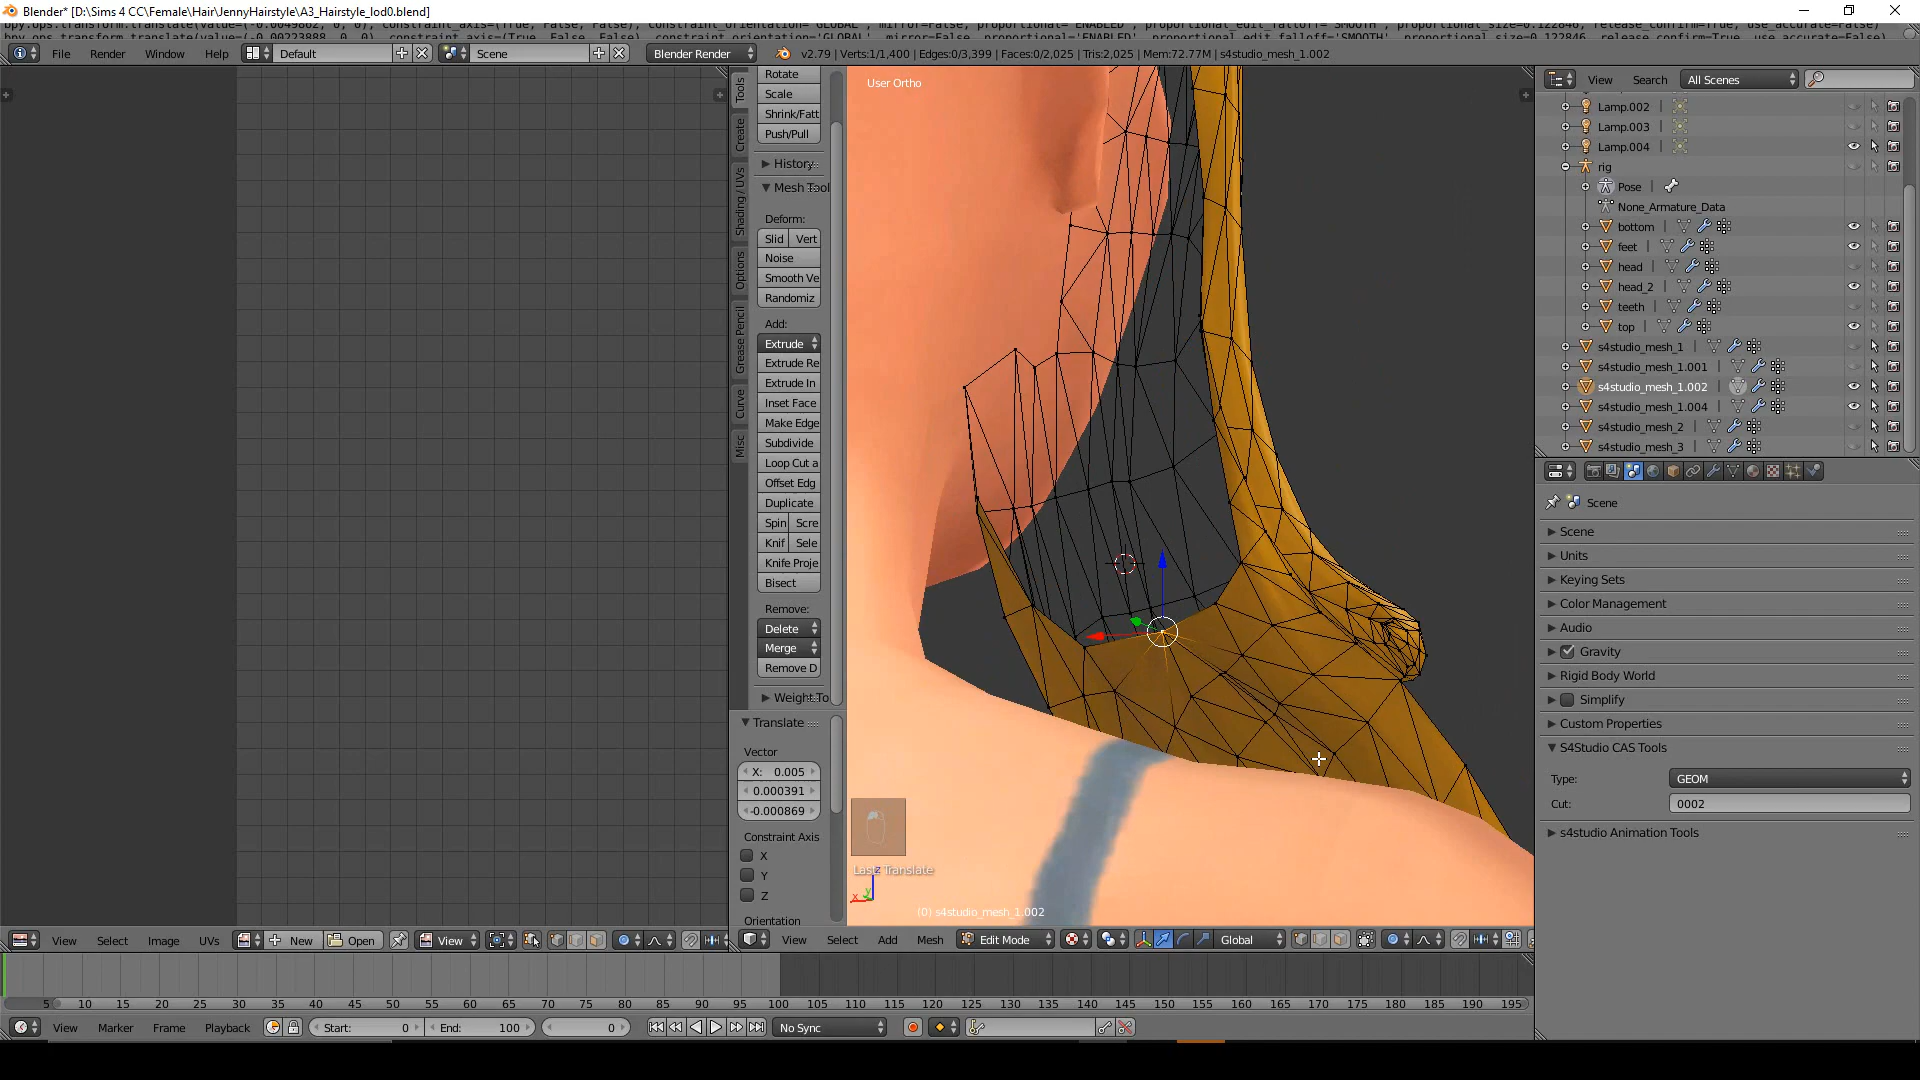 Blender* [D:\Sims 4 CC\Female\Hair\JennyHairstyle\A3_Hairstyle_lod0.blend]
File Render Window Help Default Scene Blender Render v2.79 | Verts:1/1,400 | Edges:0/3,399 | Faces:0/2,025 | Tris:2,025 | Mem:72.77M | s4studio_mesh_1.002
Tools
Create
Shading / UVs
Options
Grease Pencil
Curve
Misc
Rotate
Scale
Shrink/Fatt
Push/Pull
History
Mesh Tool
Deform:
Slid Vert
Noise
Smooth Ve
Randomiz
Add:
Extrude
Extrude Re
Extrude In
Inset Face
Make Edge
Subdivide
Loop Cut a
Offset Edg
Duplicate
Spin Scre
Knif Sele
Knife Proje
Bisect
Remove:
Delete
Merge
Remove D
Weight To
Translate
Vector
X: 0.005
0.000391
-0.000869
Constraint Axis
X
Y
Z
Orientation
User Ortho
Translate
(0) s4studio_mesh_1.002
View Search All Scenes
Lamp.002
Lamp.003
Lamp.004
rig
Pose
None_Armature_Data
bottom
feet
head
head_2
teeth
top
s4studio_mesh_1
s4studio_mesh_1.001
s4studio_mesh_1.002
s4studio_mesh_1.004
s4studio_mesh_2
s4studio_mesh_3
Scene
Scene
Units
Keying Sets
Color Management
Audio
Gravity
Rigid Body World
Simplify
Custom Properties
S4Studio CAS Tools
Type: GEOM
Cut: 0002
s4studio Animation Tools
View Select Image UVs New Open View
View Select Add Mesh Edit Mode Global
5 10 15 20 25 30 35 40 45 50 55 60 65 70 75 80 85 90 95 100 105 110 115 120 125 130 135 140 145 150 155 160 165 170 175 180 185 190 195
View Marker Frame Playback Start: 0 End: 100 0 No Sync